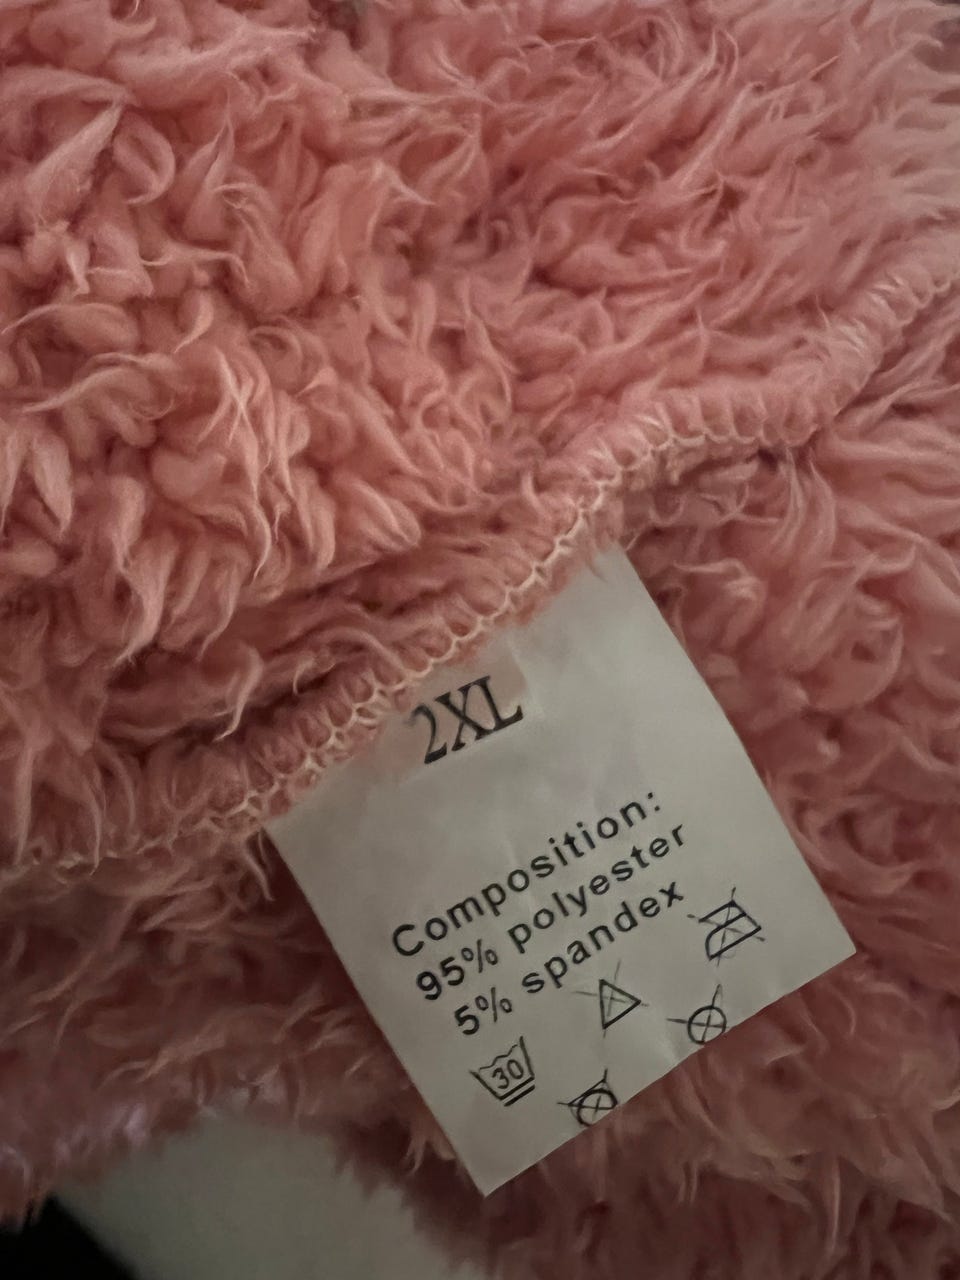 2XL
Composition:
95% polyester
5% spandex
30